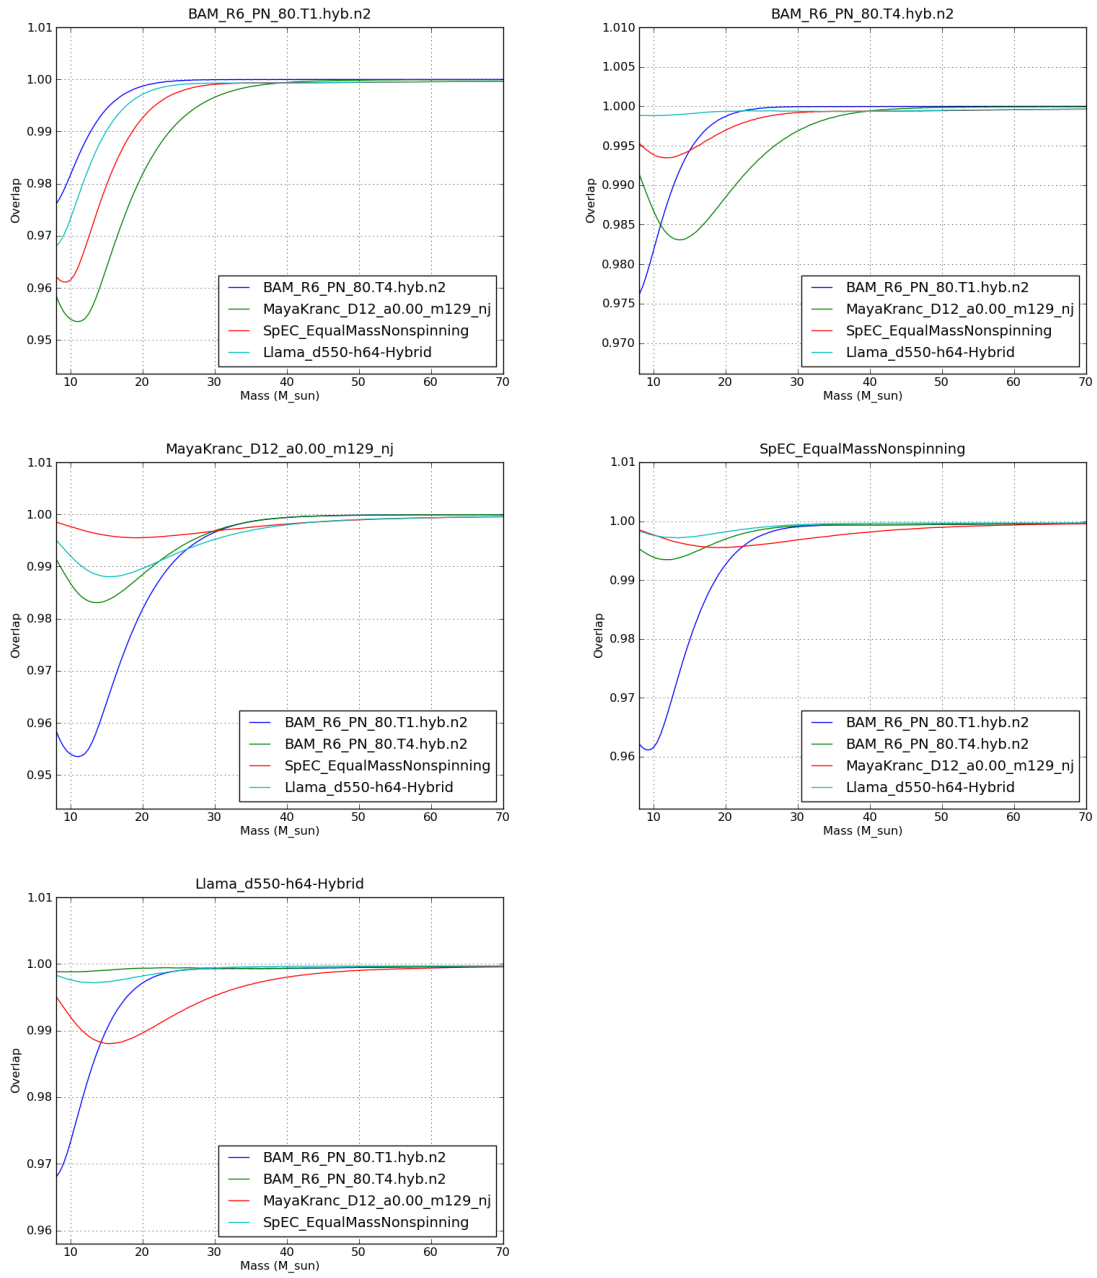 BAM_R6_PN_80.T1.hyb.n2
1.01
1.00
0.99
0.98
0.97
0.96
0.95
Overlap
10 20 30 40 50 60 70
Mass (M_sun)
BAM_R6_PN_80.T4.hyb.n2
MayaKranc_D12_a0.00_m129_nj
SpEC_EqualMassNonspinning
Llama_d550-h64-Hybrid
BAM_R6_PN_80.T4.hyb.n2
1.010
1.005
1.000
0.995
0.990
0.985
0.980
0.975
0.970
Overlap
10 20 30 40 50 60 70
Mass (M_sun)
BAM_R6_PN_80.T1.hyb.n2
MayaKranc_D12_a0.00_m129_nj
SpEC_EqualMassNonspinning
Llama_d550-h64-Hybrid
MayaKranc_D12_a0.00_m129_nj
1.01
1.00
0.99
0.98
0.97
0.96
0.95
Overlap
10 20 30 40 50 60 70
Mass (M_sun)
BAM_R6_PN_80.T1.hyb.n2
BAM_R6_PN_80.T4.hyb.n2
SpEC_EqualMassNonspinning
Llama_d550-h64-Hybrid
SpEC_EqualMassNonspinning
1.01
1.00
0.99
0.98
0.97
0.96
Overlap
10 20 30 40 50 60 70
Mass (M_sun)
BAM_R6_PN_80.T1.hyb.n2
BAM_R6_PN_80.T4.hyb.n2
MayaKranc_D12_a0.00_m129_nj
Llama_d550-h64-Hybrid
Llama_d550-h64-Hybrid
1.01
1.00
0.99
0.98
0.97
0.96
Overlap
10 20 30 40 50 60 70
Mass (M_sun)
BAM_R6_PN_80.T1.hyb.n2
BAM_R6_PN_80.T4.hyb.n2
MayaKranc_D12_a0.00_m129_nj
SpEC_EqualMassNonspinning